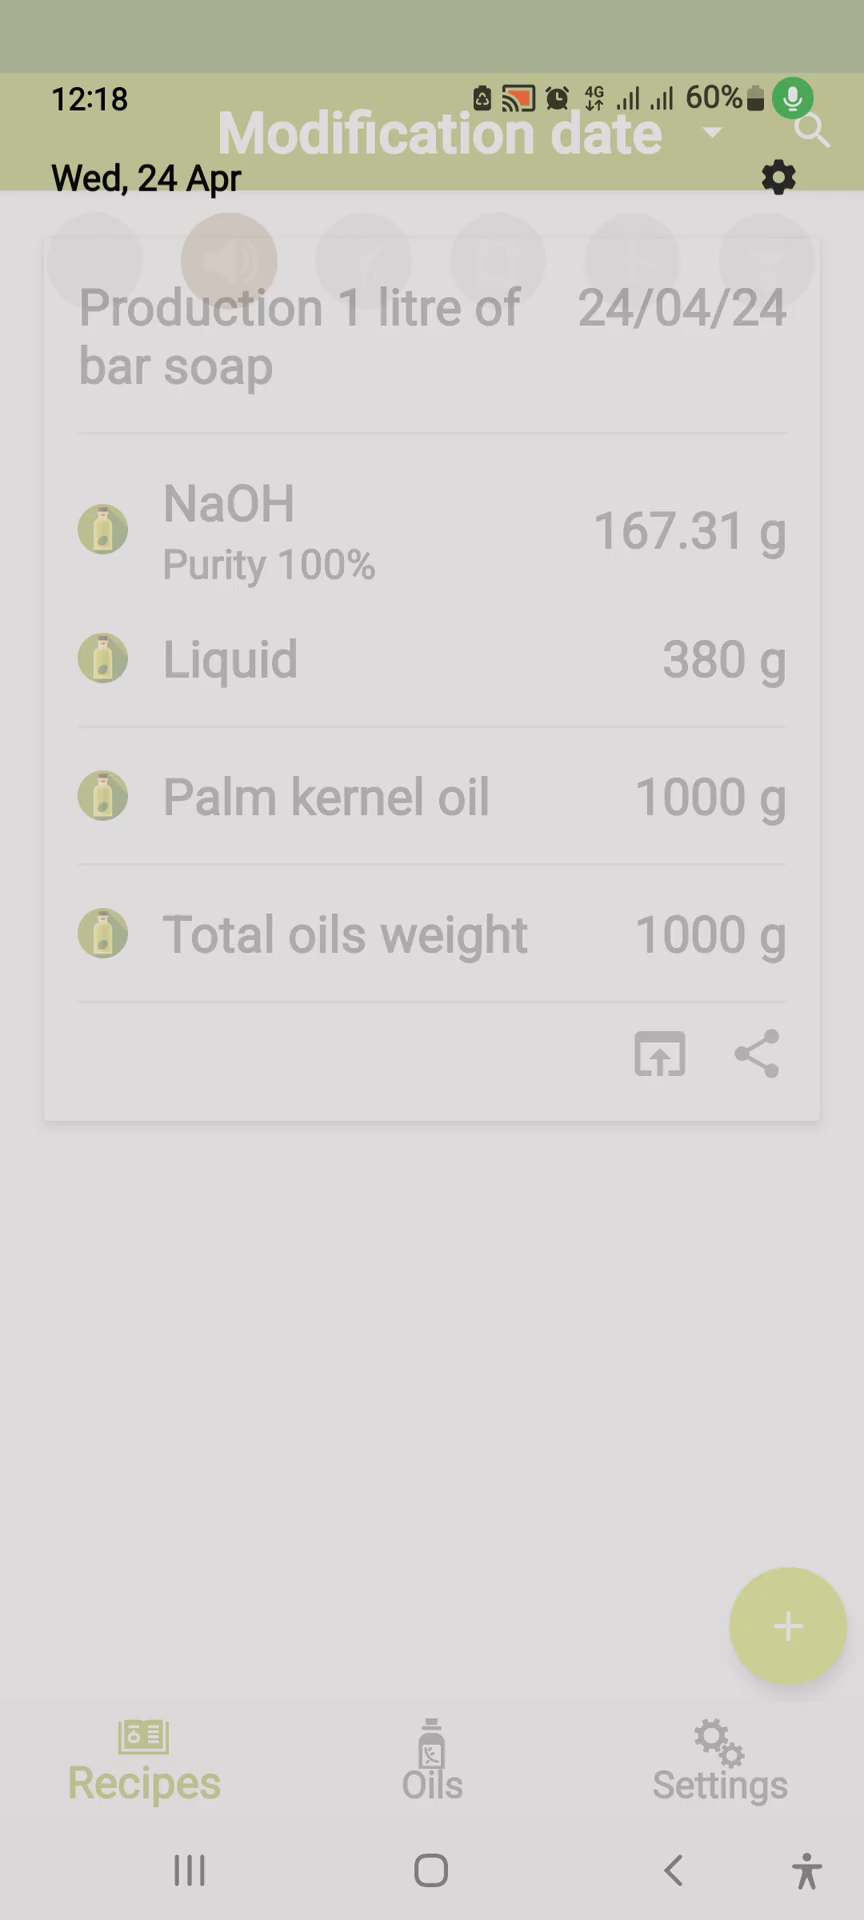 12:18
4G
60%
Modification date
Wed, 24 Apr
Production 1 litre of
bar soap
24/04/24
NaOH
Purity 100%
167.31 g
Liquid
380 g
Palm kernel oil
1000 g
Total oils weight
1000 g
+
Recipes
Oils
Settings